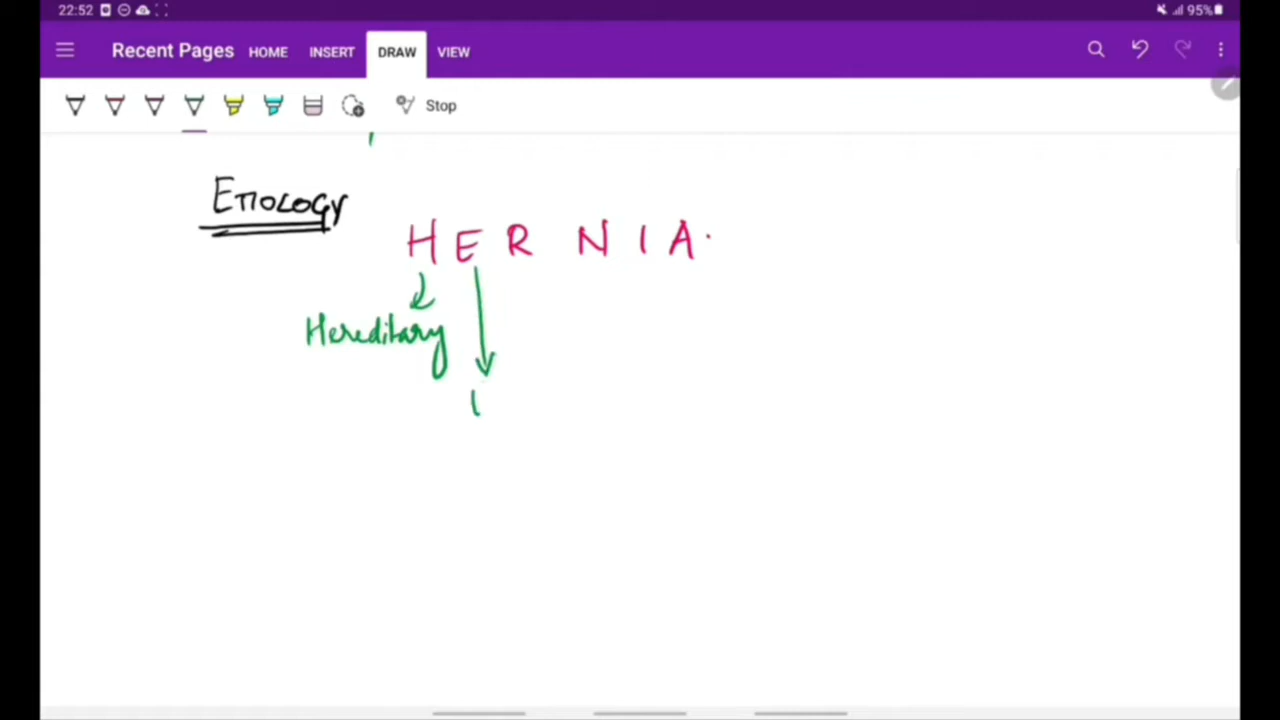 22:52 95%
Recent Pages HOME INSERT DRAW VIEW
Stop
ETIOLOGY
H E R N I A.
Hereditary